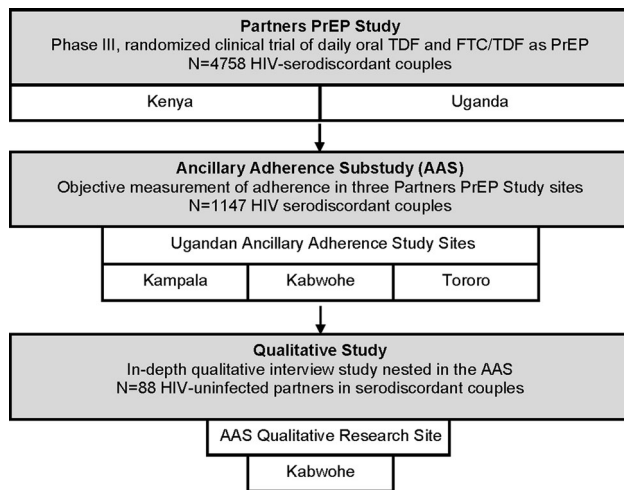 Partners PrEP Study
Phase III, randomized clinical trial of daily oral TDF and FTC/TDF as PrEP
N=4758 HIV-serodiscordant couples
Kenya
Uganda
Ancillary Adherence Substudy (AAS)
Objective measurement of adherence in three Partners PrEP Study sites
N=1147 HIV serodiscordant couples
Ugandan Ancillary Adherence Study Sites
Kampala
Kabwohe
Tororo
Qualitative Study
In-depth qualitative interview study nested in the AAS
N=88 HIV-uninfected partners in serodiscordant couples
AAS Qualitative Research Site
Kabwohe